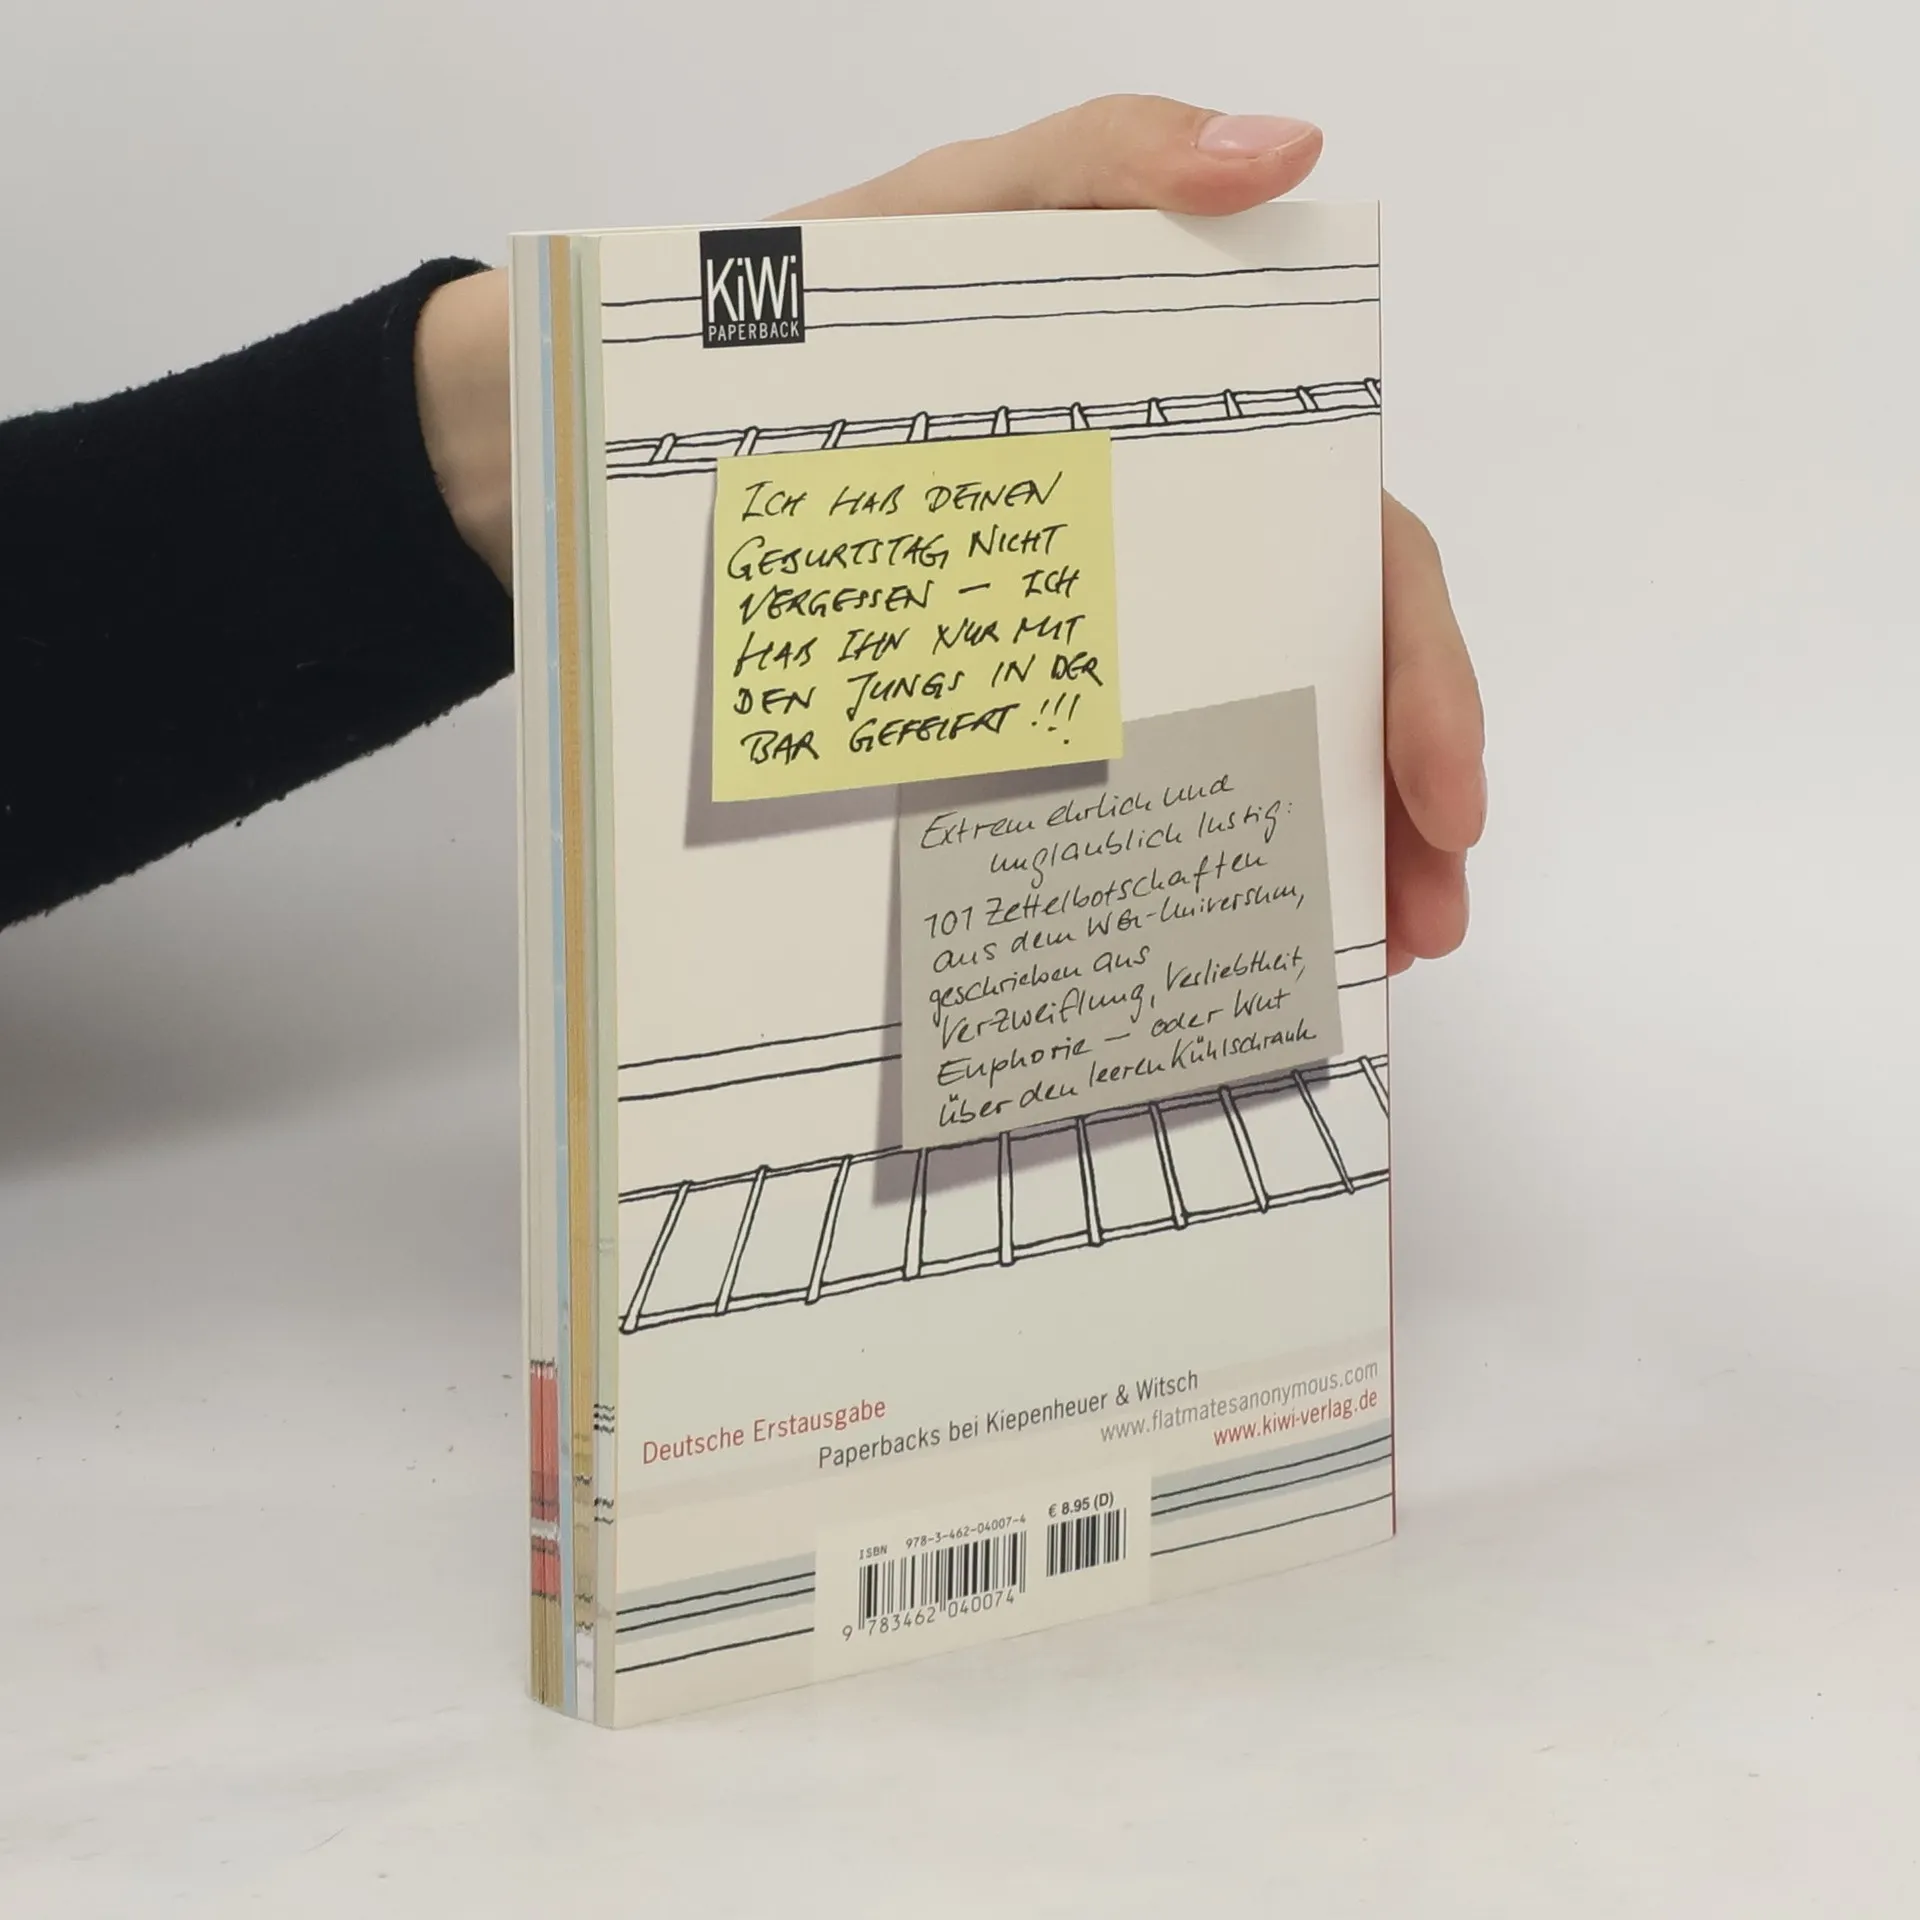 KiWi
PAPERBACK
ICH HAB DEINEN
GEBURTSTAG NICHT
VERGESSEN – ICH
HAB IHN NUR MIT
DEN JUNGS IN DER
BAR GEFEIERT!!!
Extrem ehrlich und
unglaublich lustig:
101 Zettelbotschaften
aus dem WG-Universum,
geschrieben aus
Verzweiflung, Verliebtheit,
Euphorie – oder Wut
über den leeren Kühlschrank
Deutsche Erstausgabe
Paperbacks bei Kiepenheuer & Witsch
www.flatmatesanonymous.com
www.kiwi-verlag.de
ISBN 978-3-462-04007-4
€ 8.95 (D)
9 783462 040074